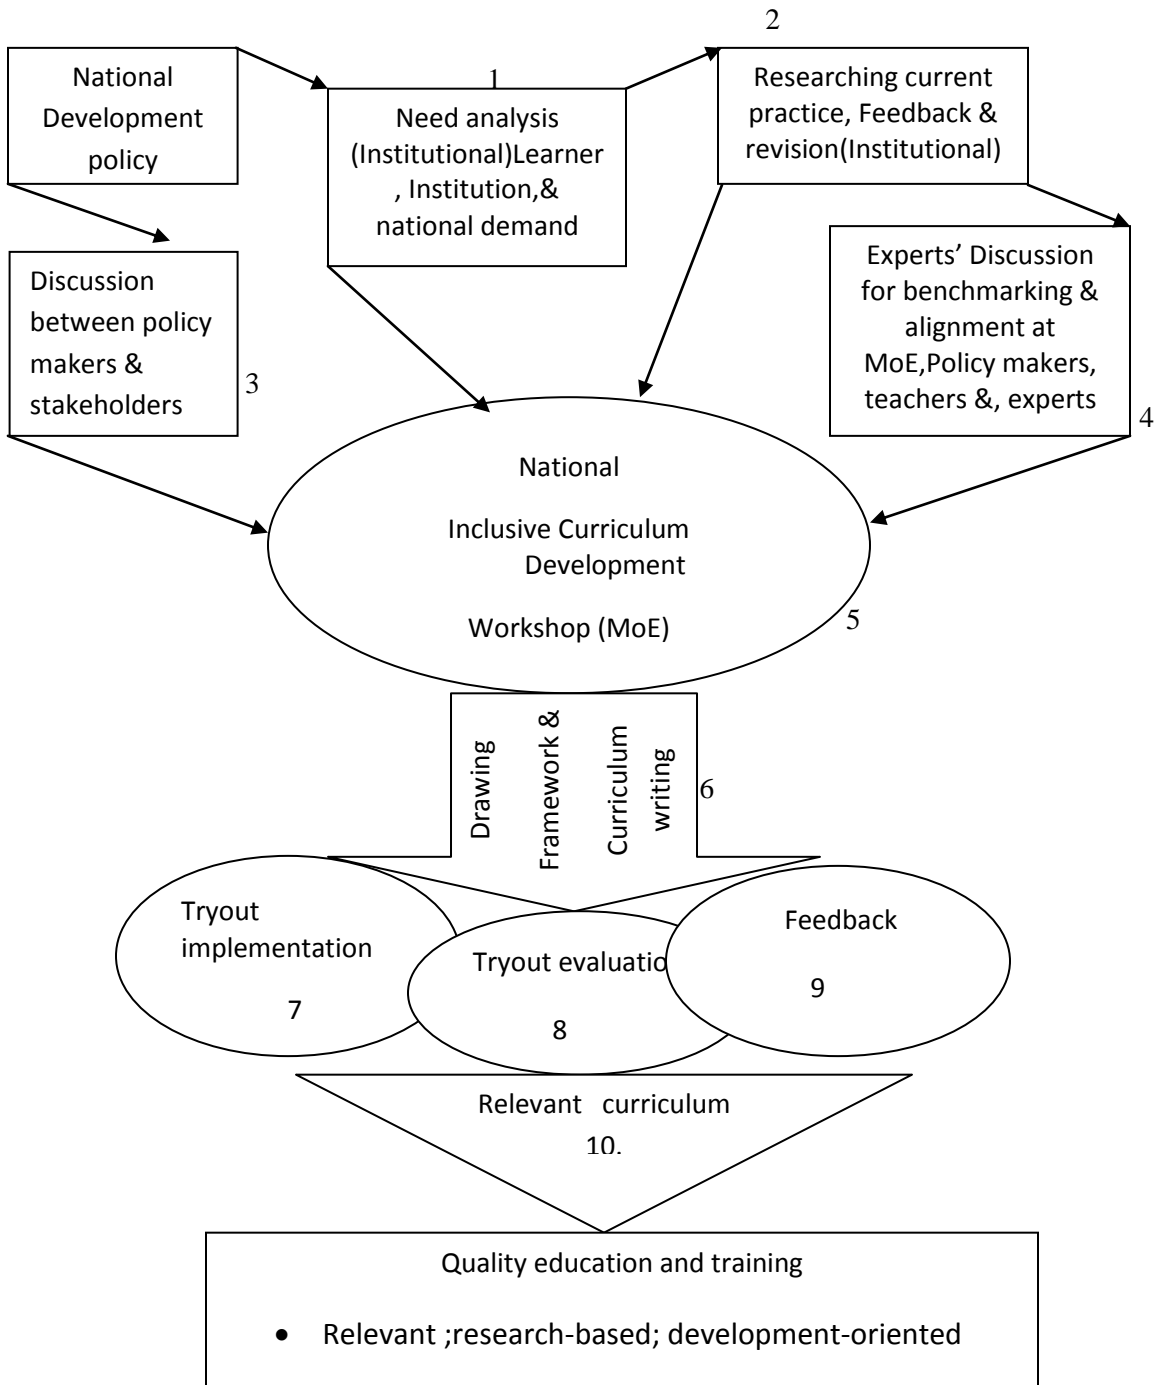 2
National
Development
policy
1
Need analysis
(Institutional)Learner
, Institution,&
national demand
Researching current
practice, Feedback &
revision(Institutional)
Discussion
between policy
makers &
stakeholders
3
Experts’ Discussion
for benchmarking &
alignment at
MoE,Policy makers,
teachers &, experts
4
National
Inclusive Curriculum
Development
Workshop (MoE)
5
Drawing
Framework &
Curriculum
writing
6
Tryout
implementation
7
Tryout evaluatio
8
Feedback
9
Relevant curriculum
10.
Quality education and training
• Relevant ;research-based; development-oriented